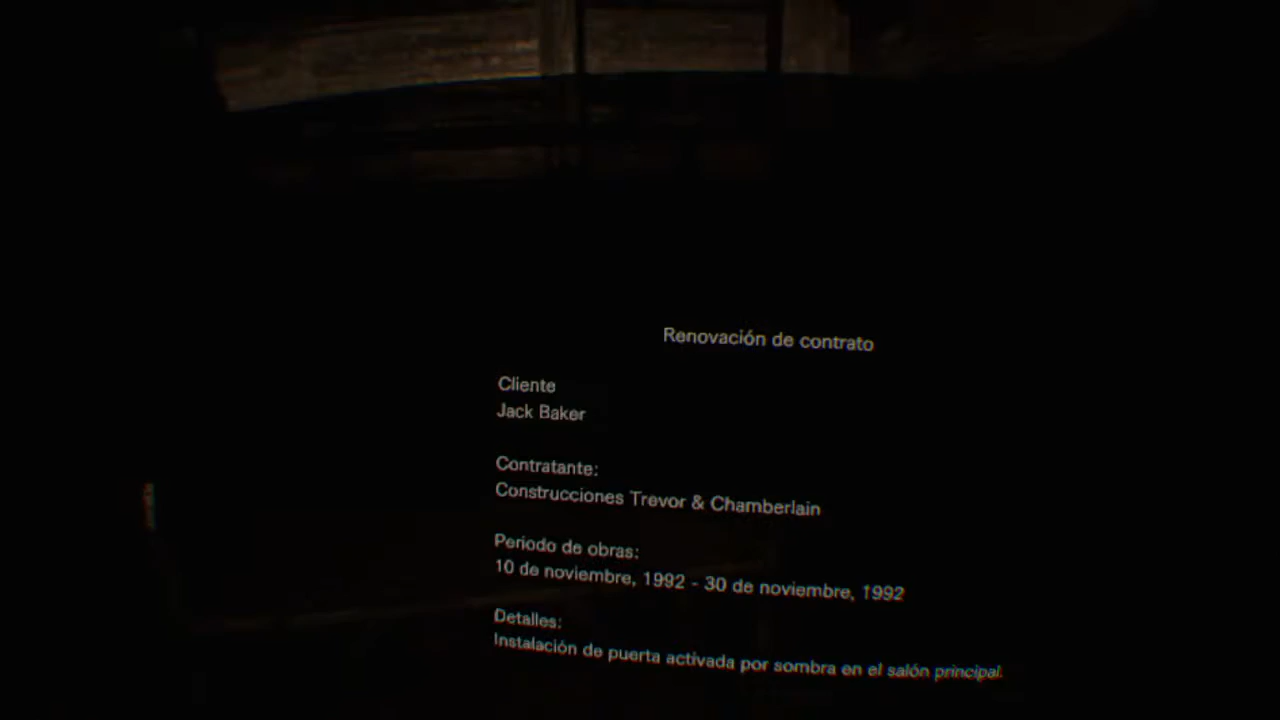 Renovación de contrato
Cliente
Jack Baker
Contratante:
Construcciones Trevor & Chamberlain
Periodo de obras:
10 de noviembre, 1992 - 30 de noviembre, 1992
Detalles:
Instalación de puerta activada por sombra en el salón principal.